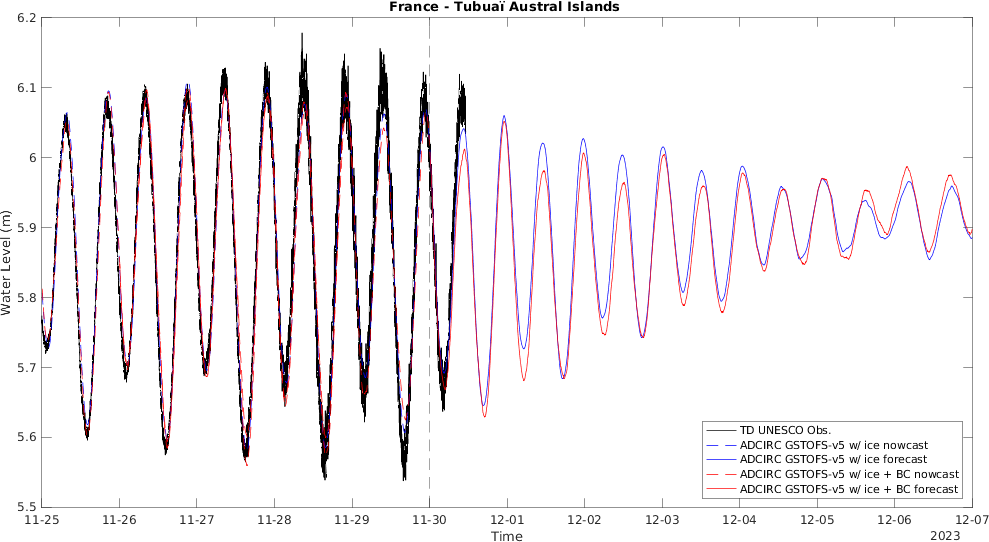 France - Tubuaï Austral Islands
Water Level (m)
6.2
6.1
6
5.9
5.8
5.7
5.6
5.5
TD UNESCO Obs.
ADCIRC GSTOFS-v5 w/ ice nowcast
ADCIRC GSTOFS-v5 w/ ice forecast
ADCIRC GSTOFS-v5 w/ ice + BC nowcast
ADCIRC GSTOFS-v5 w/ ice + BC forecast
11-25 11-26 11-27 11-28 11-29 11-30 12-01 12-02 12-03 12-04 12-05 12-06 12-07
Time
2023